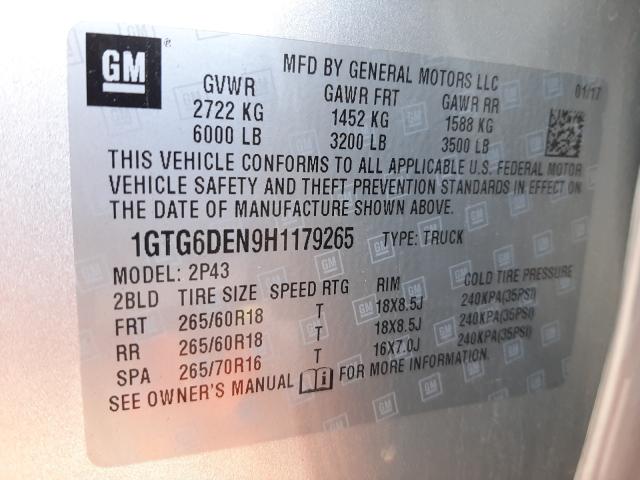 GM ®
MFD BY GENERAL MOTORS LLC
GVWR GAWR FRT GAWR RR 01/17
2722 KG 1452 KG 1588 KG
6000 LB 3200 LB 3500 LB
THIS VEHICLE CONFORMS TO ALL APPLICABLE U.S. FEDERAL MOTOR
VEHICLE SAFETY AND THEFT PREVENTION STANDARDS IN EFFECT ON
THE DATE OF MANUFACTURE SHOWN ABOVE.
1GTG6DEN9H1179265 TYPE: TRUCK
MODEL: 2P43
2BLD TIRE SIZE SPEED RTG RIM COLD TIRE PRESSURE
FRT 265/60R18 T 18X8.5J 240KPA(35PSI)
RR 265/60R18 T 18X8.5J 240KPA(35PSI)
SPA 265/70R16 T 16X7.0J 240KPA(35PSI)
SEE OWNER'S MANUAL i FOR MORE INFORMATION.